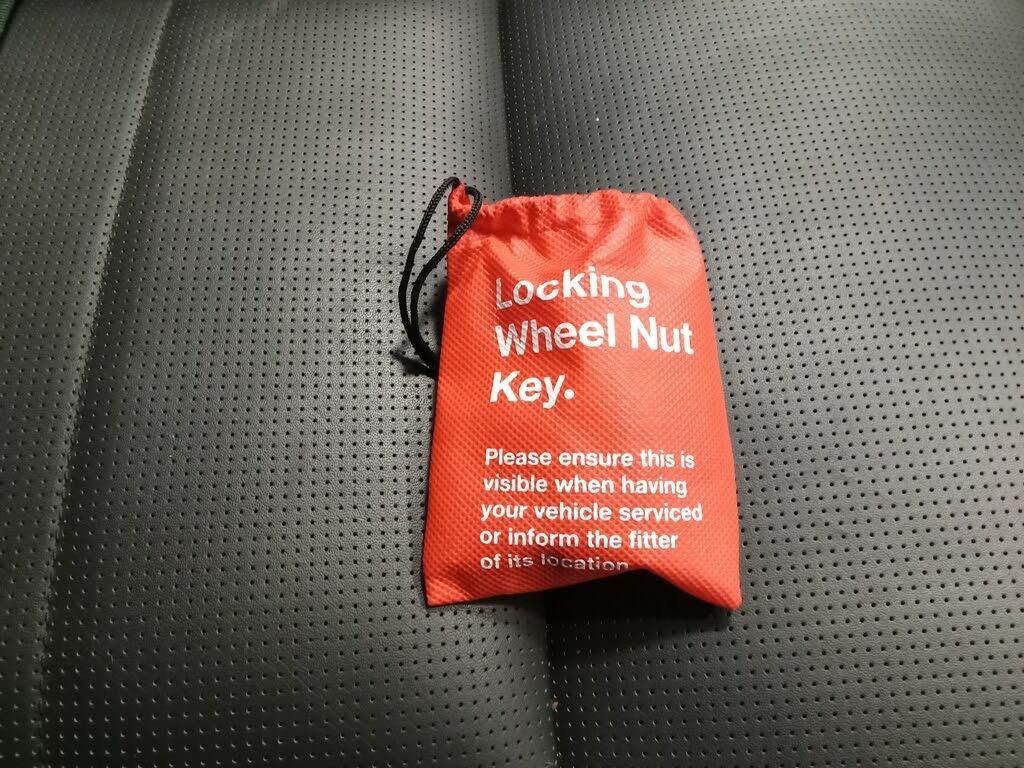 Locking
Wheel Nut
Key.
Please ensure this is
visible when having
your vehicle serviced
or inform the fitter
of its location